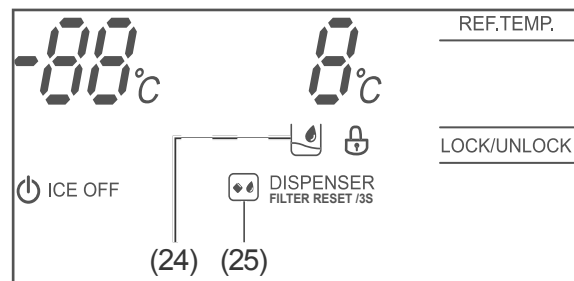 REF.TEMP.
-88°C 8°C
LOCK/UNLOCK
ICE OFF DISPENSER
FILTER RESET /3S
(24) (25)